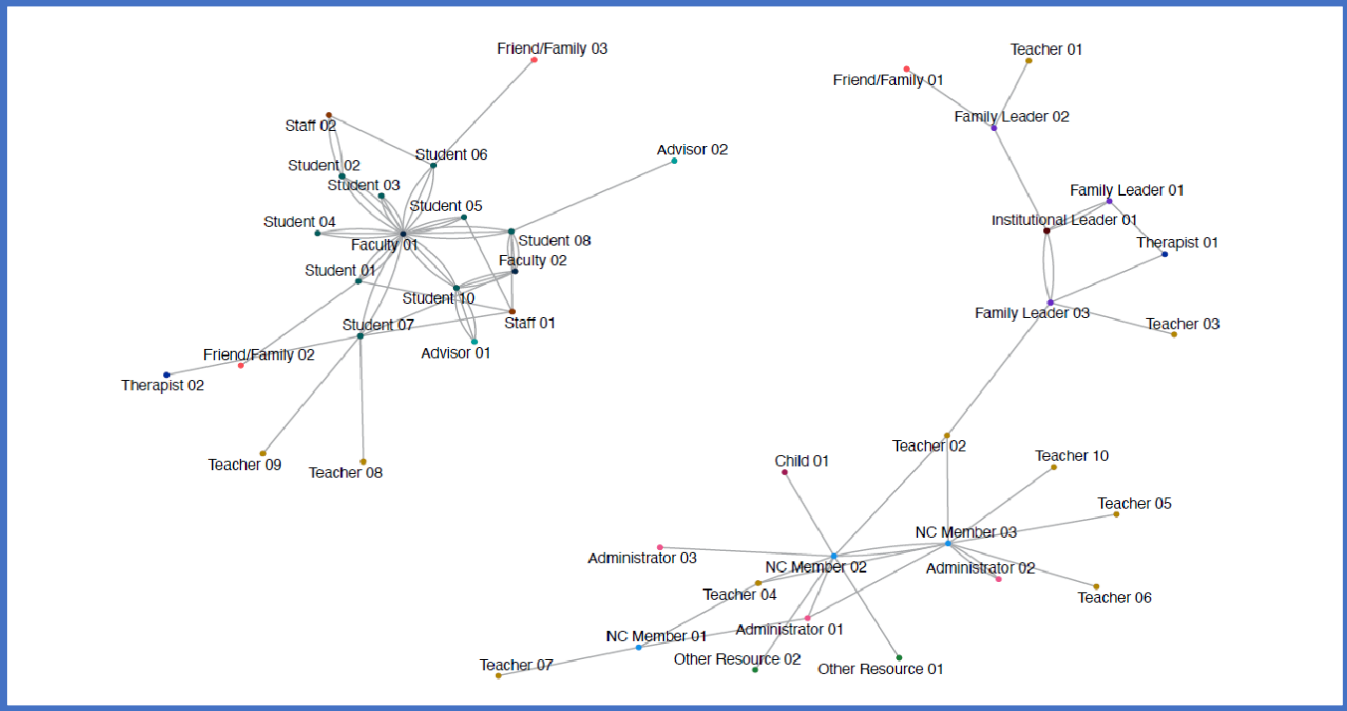 Friend/Family 03
Teacher 01
Friend/Family 01
Staff 02
Family Leader 02
Student 06
Advisor 02
Student 02
Student 03
Family Leader 01
Student 05
Student 04
Institutional Leader 01
Faculty 01
Student 08
Therapist 01
Faculty 02
Student 01
Student 10
Family Leader 03
Staff 01
Student 07
Teacher 03
Friend/Family 02
Advisor 01
Therapist 02
Teacher 02
Teacher 10
Child 01
Teacher 09
Teacher 08
Teacher 05
NC Member 03
Administrator 03
NC Member 02
Administrator 02
Teacher 04
Teacher 06
NC Member 01
Administrator 01
Other Resource 02
Teacher 07
Other Resource 01